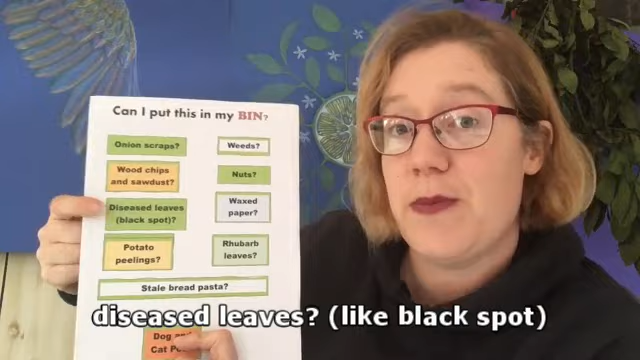 Can I put this in my BIN?
Onion scraps?
Weeds?
Wood chips
and sawdust?
Nuts?
Diseased leaves
(black spot)?
Waxed
paper?
Potato
peelings?
Rhubarb
leaves?
Stale bread pasta?
Dog and
Cat
diseased leaves? (like black spot)